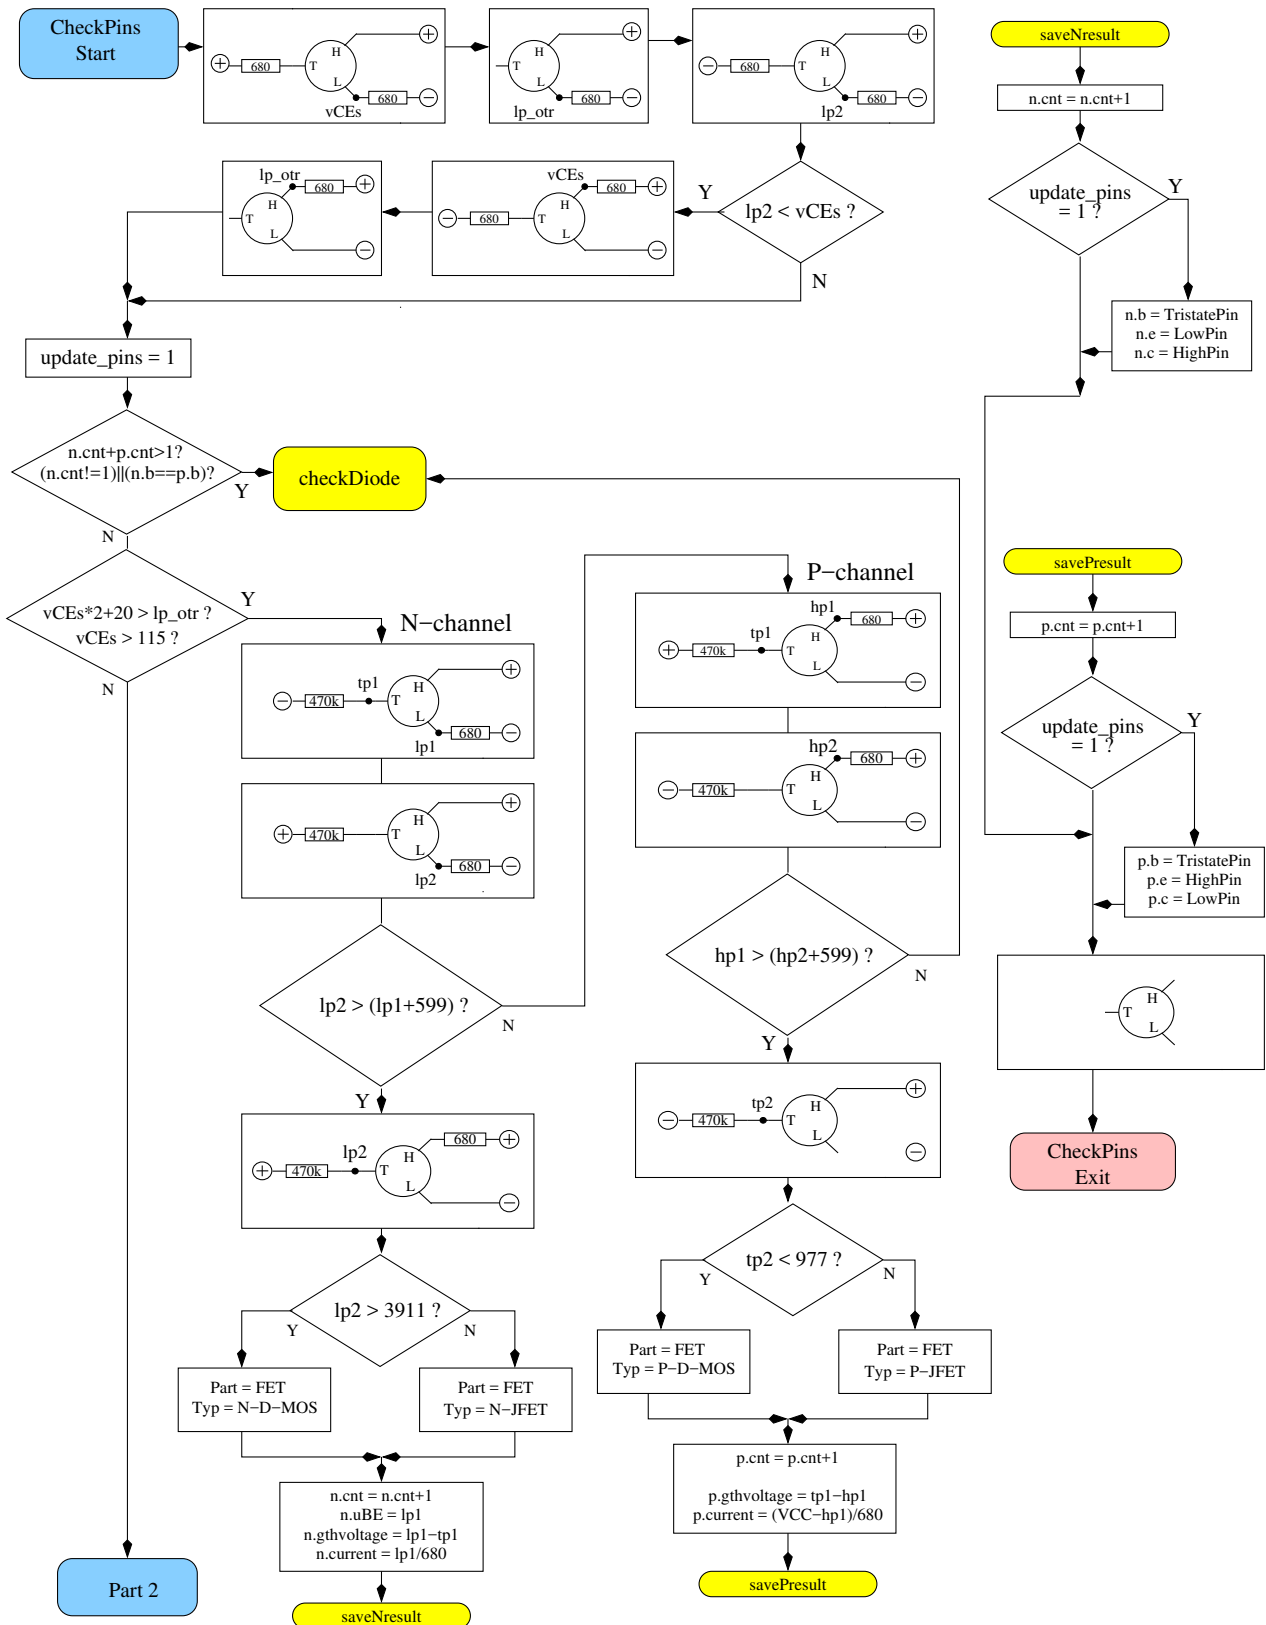 CheckPins
Start
+
680
T
H
L
+
680
−
vCEs
T
H
L
+
680
−
lp_otr
−
680
T
H
L
+
680
−
lp2
saveNresult
n.cnt = n.cnt+1
update_pins
= 1 ?
Y
n.b = TristatePin
n.e = LowPin
n.c = HighPin
lp2 < vCEs ?
Y
N
vCEs
680
+
−
680
T
H
L
−
lp_otr
680
+
T
H
L
−
update_pins = 1
n.cnt+p.cnt>1?
(n.cnt!=1)||(n.b==p.b)?
Y
N
checkDiode
vCEs*2+20 > lp_otr ?
vCEs > 115 ?
Y
N
N−channel
tp1
−
470k
T
H
L
+
680
−
lp1
+
470k
T
H
L
+
680
−
lp2
lp2 > (lp1+599) ?
N
Y
lp2
+
470k
T
H
L
680
+
−
lp2 > 3911 ?
Y
N
Part = FET
Typ = N−D−MOS
Part = FET
Typ = N−JFET
n.cnt = n.cnt+1
n.uBE = lp1
n.gthvoltage = lp1−tp1
n.current = lp1/680
saveNresult
Part 2
P−channel
hp1
680
+
tp1
+
470k
T
H
L
−
hp2
680
+
−
470k
T
H
L
−
hp1 > (hp2+599) ?
N
Y
tp2
−
470k
T
H
L
+
−
tp2 < 977 ?
Y
N
Part = FET
Typ = P−D−MOS
Part = FET
Typ = P−JFET
p.cnt = p.cnt+1
p.gthvoltage = tp1−hp1
p.current = (VCC−hp1)/680
savePresult
savePresult
p.cnt = p.cnt+1
update_pins
= 1 ?
Y
p.b = TristatePin
p.e = HighPin
p.c = LowPin
T
H
L
CheckPins
Exit